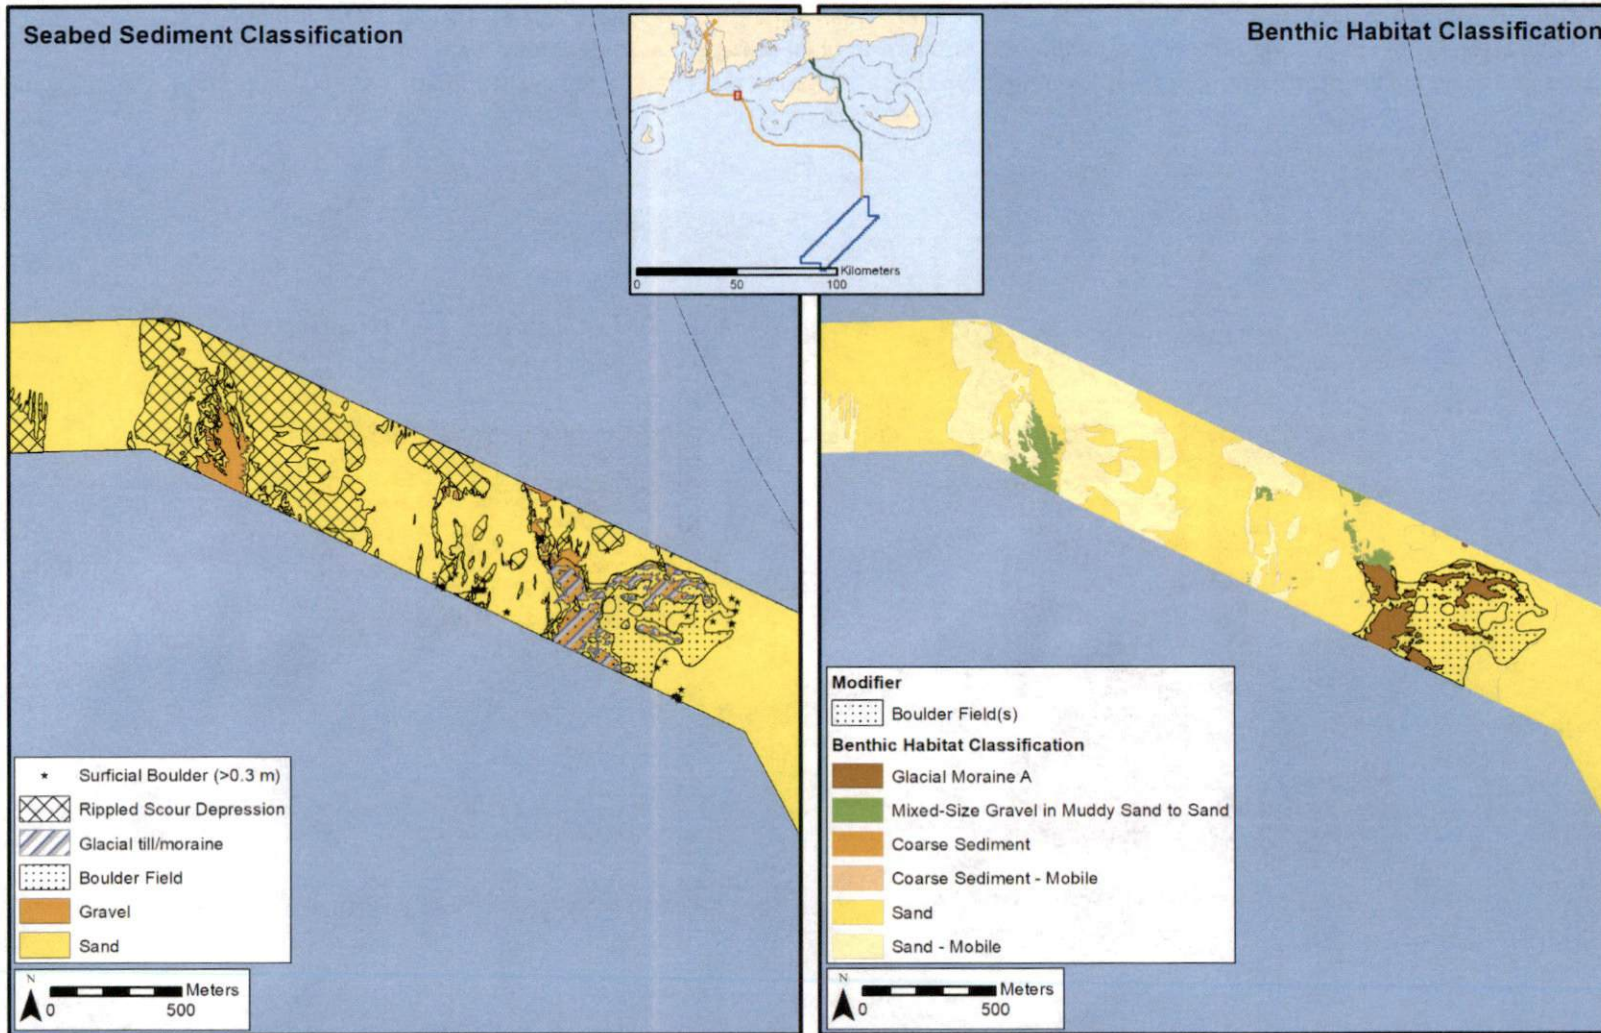 Seabed Sediment Classification
Benthic Habitat Classification
Kilometers
0 50 100
Surficial Boulder (>0.3 m)
Rippled Scour Depression
Glacial till/moraine
Boulder Field
Gravel
Sand
N
Meters
0 500
Modifier
Boulder Field(s)
Benthic Habitat Classification
Glacial Moraine A
Mixed-Size Gravel in Muddy Sand to Sand
Coarse Sediment
Coarse Sediment - Mobile
Sand
Sand - Mobile
N
Meters
0 500